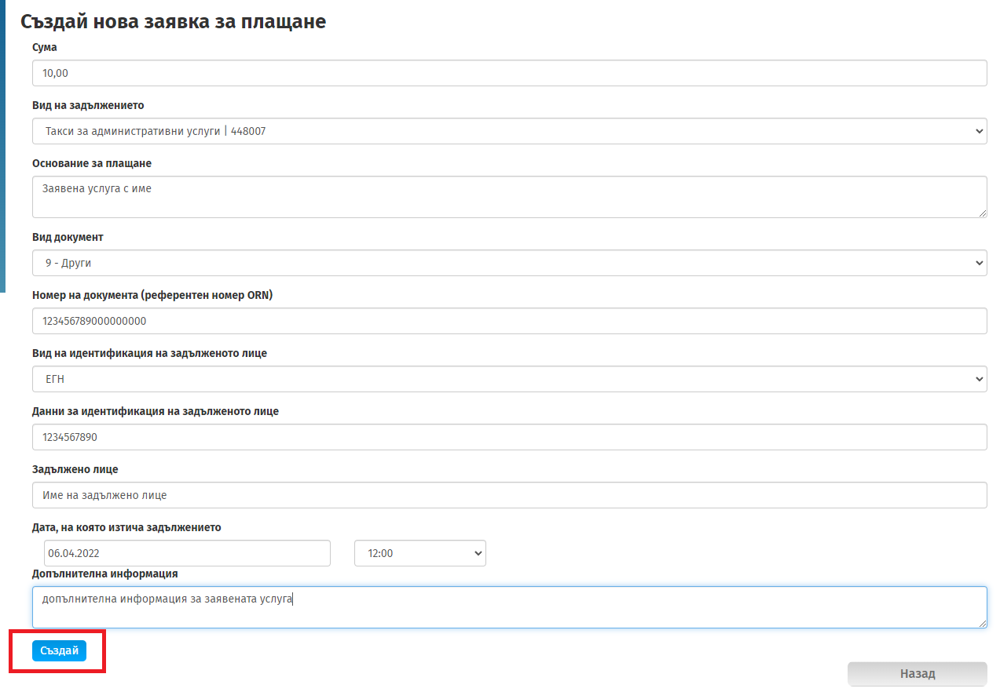 Създай нова заявка за плащане
Сума
10,00
Вид на задължението
Такси за административни услуги | 448007
Основание за плащане
Заявена услуга с име
Вид документ
9 - Други
Номер на документа (референтен номер ORN)
123456789000000000
Вид на идентификация на задълженото лице
ЕГН
Данни за идентификация на задълженото лице
1234567890
Задължено лице
Име на задължено лице
Дата, на която изтича задължението
06.04.2022 12:00
Допълнителна информация
допълнителна информация за заявената услуга
Създай
Назад